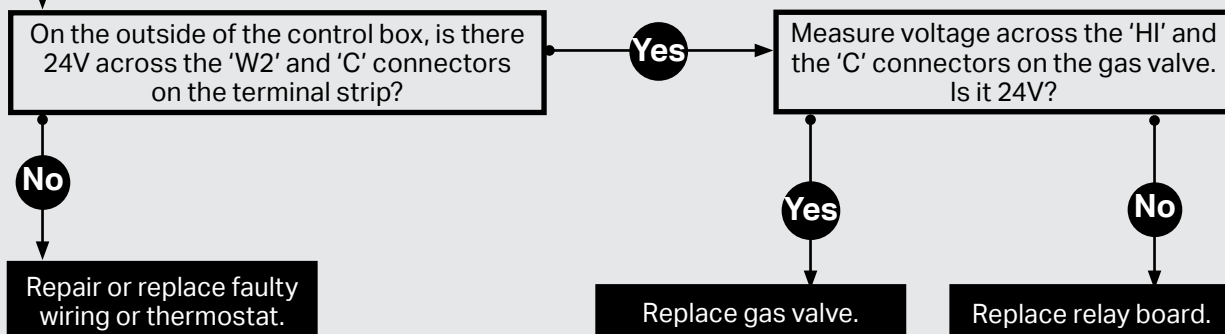 On the outside of the control box, is there
24V across the ‘W2’ and ‘C’ connectors
on the terminal strip?
Yes
Measure voltage across the ‘HI’ and
the ‘C’ connectors on the gas valve.
Is it 24V?
No
Yes
No
Repair or replace faulty
wiring or thermostat.
Replace gas valve.
Replace relay board.